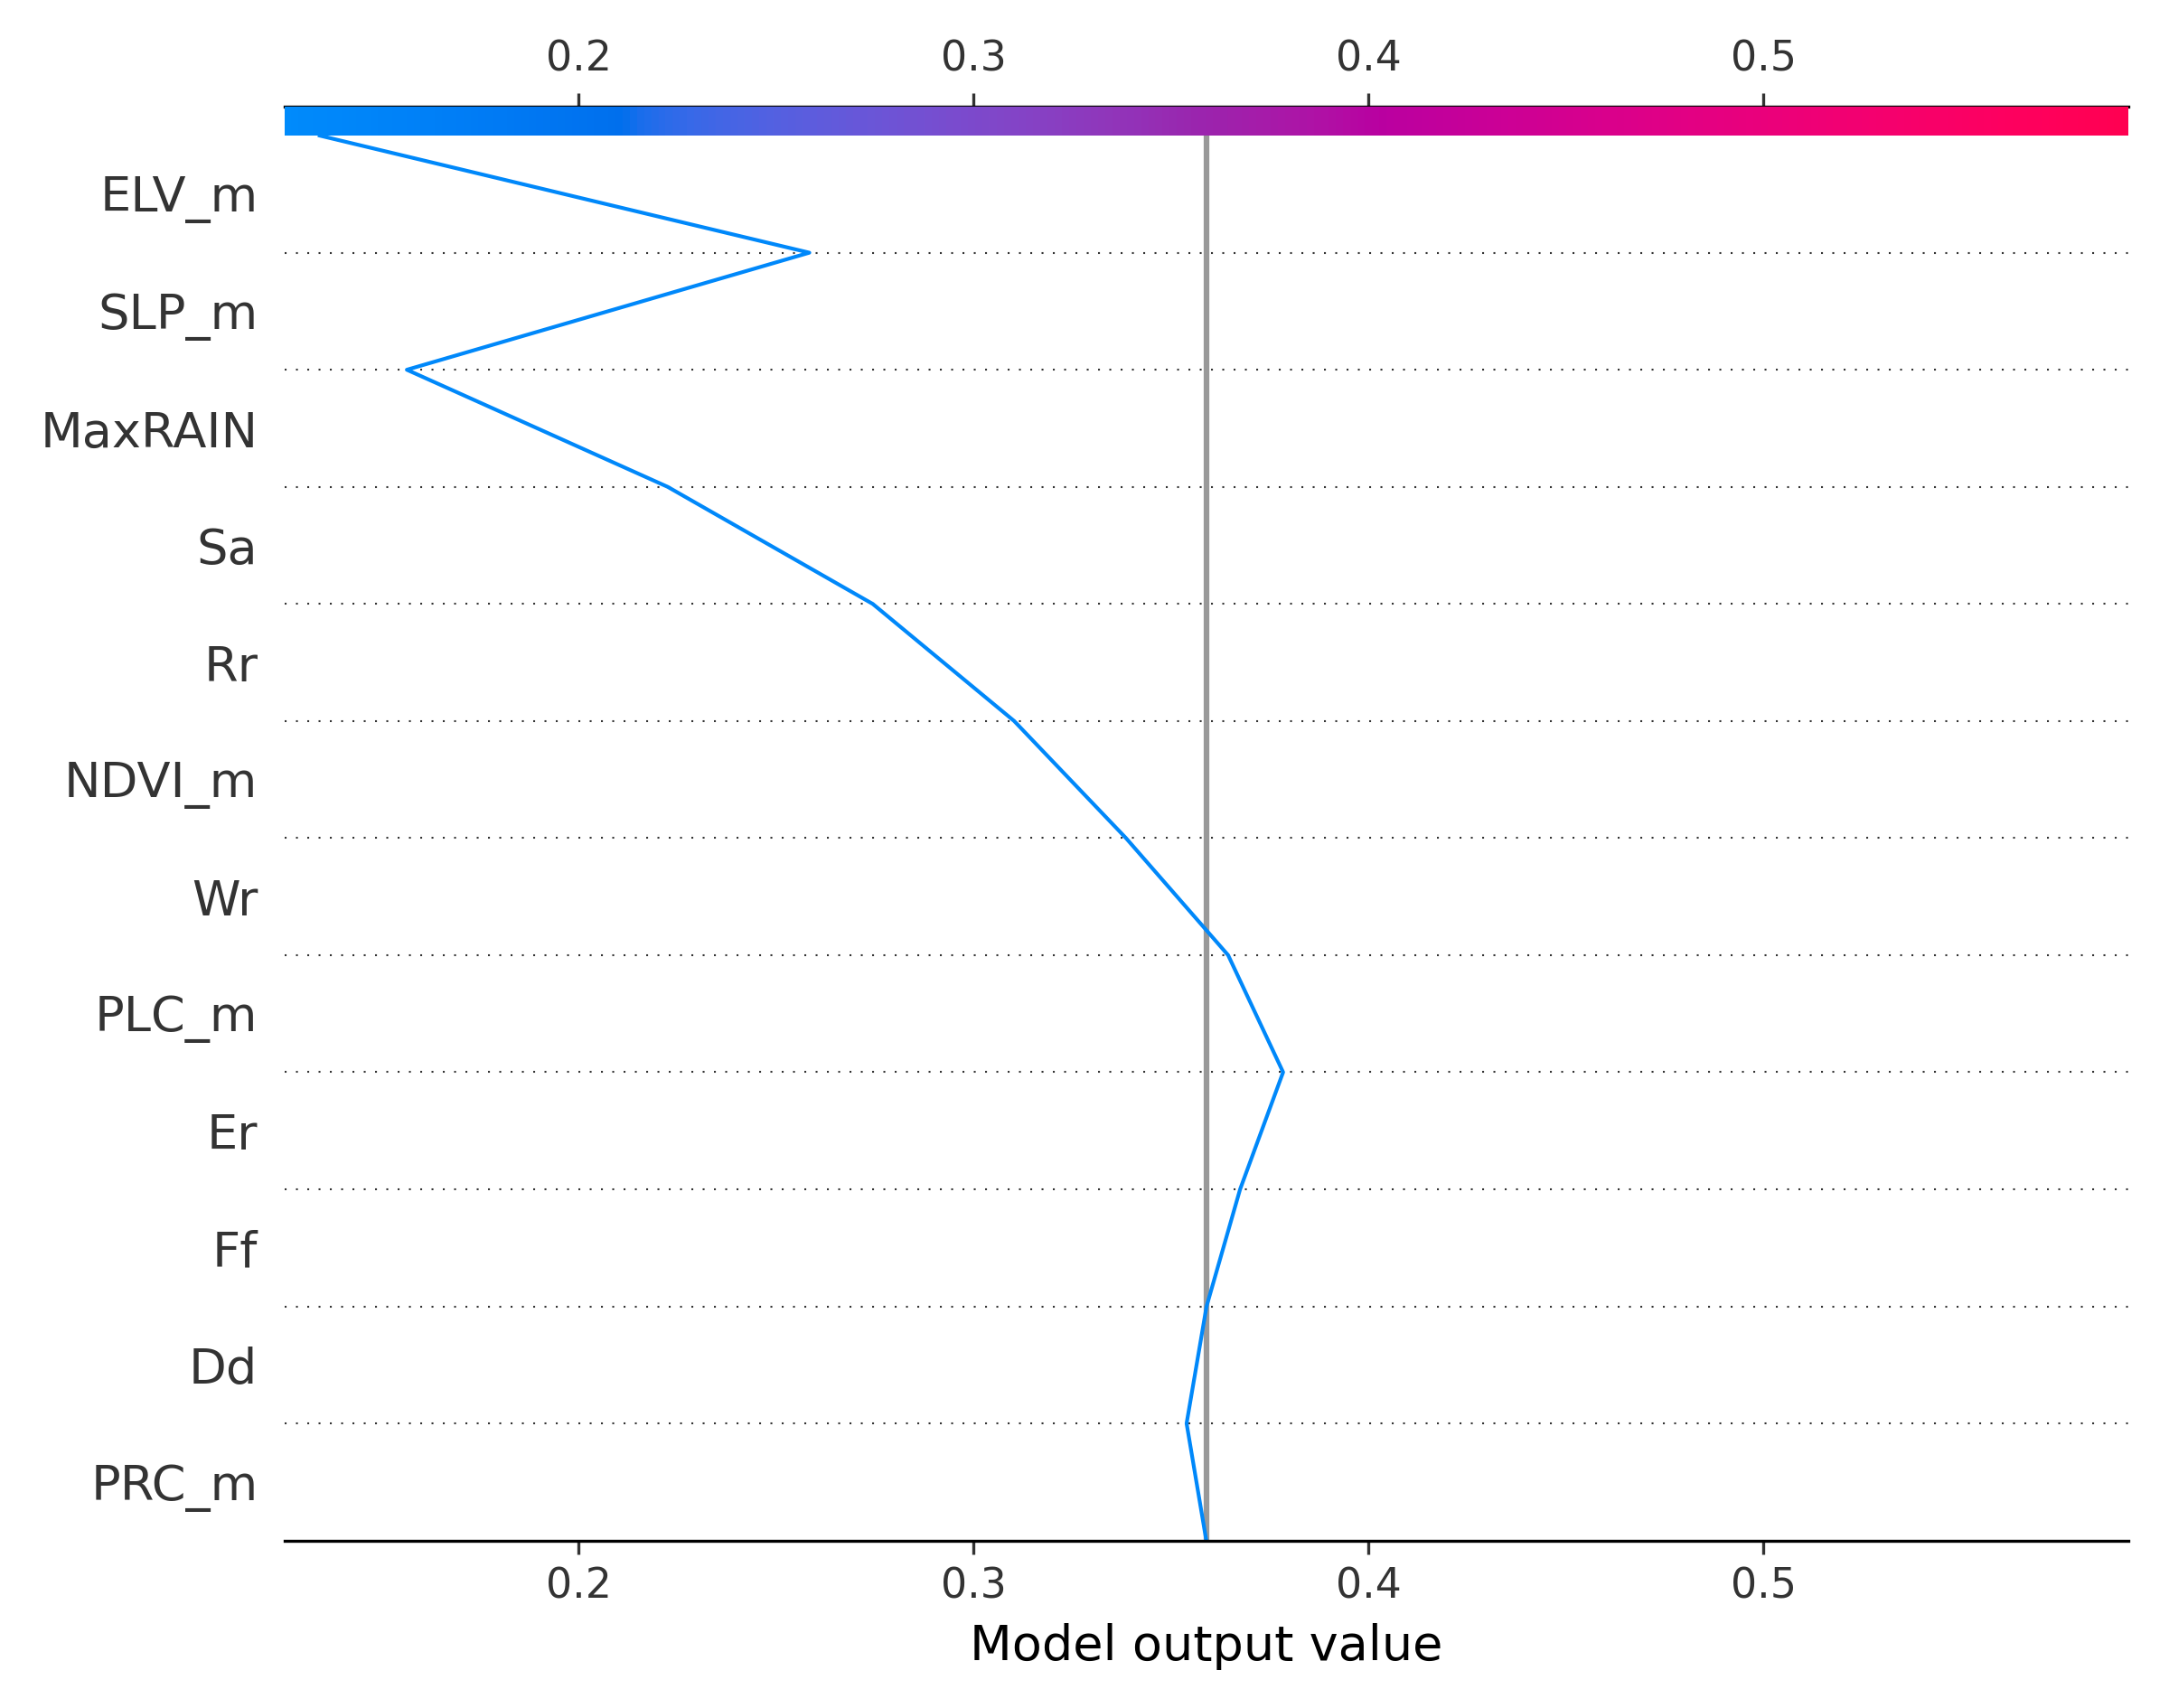 0.2 0.3 0.4 0.5
ELV_m
SLP_m
MaxRAIN
Sa
Rr
NDVI_m
Wr
PLC_m
Er
Ff
Dd
PRC_m
0.2 0.3 0.4 0.5
Model output value